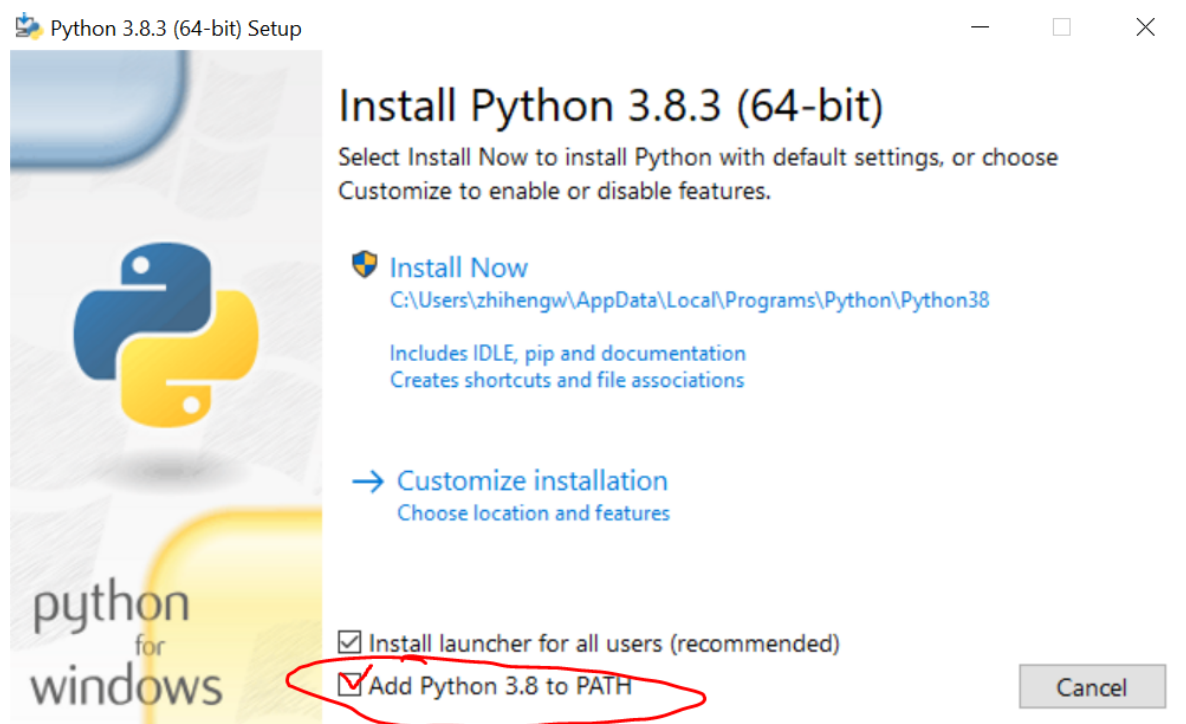 Python 3.8.3 (64-bit) Setup
Install Python 3.8.3 (64-bit)
Select Install Now to install Python with default settings, or choose
Customize to enable or disable features.
Install Now
C:\Users\zhihengw\AppData\Local\Programs\Python\Python38
Includes IDLE, pip and documentation
Creates shortcuts and file associations
Customize installation
Choose location and features
python
for
windows
Install launcher for all users (recommended)
Add Python 3.8 to PATH
Cancel